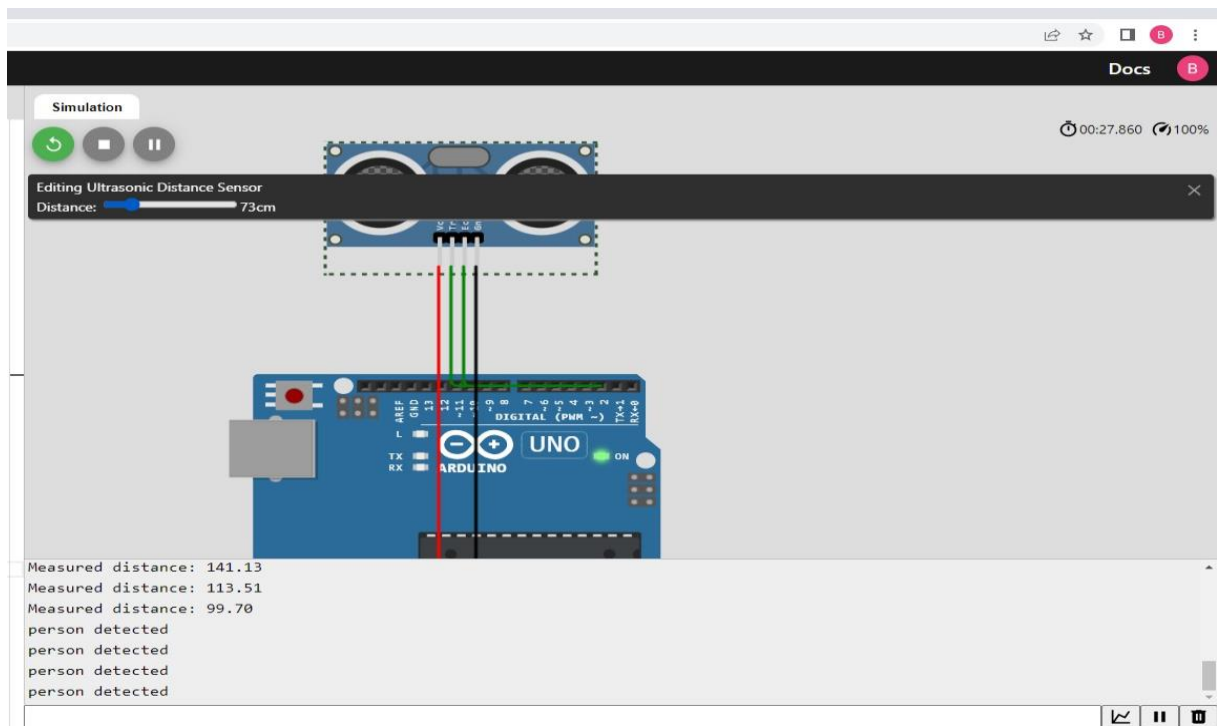 B
Docs B
Simulation
00:27.860 100%
Editing Ultrasonic Distance Sensor
Distance: 73cm
AREF
GND
13
12
~11
~9
8
7
~6
~5
4
~3
2
TX→1
RX←0
DIGITAL (PWM ~)
L
TX
RX
UNO
ON
ARDUINO
Measured distance: 141.13
Measured distance: 113.51
Measured distance: 99.70
person detected
person detected
person detected
person detected